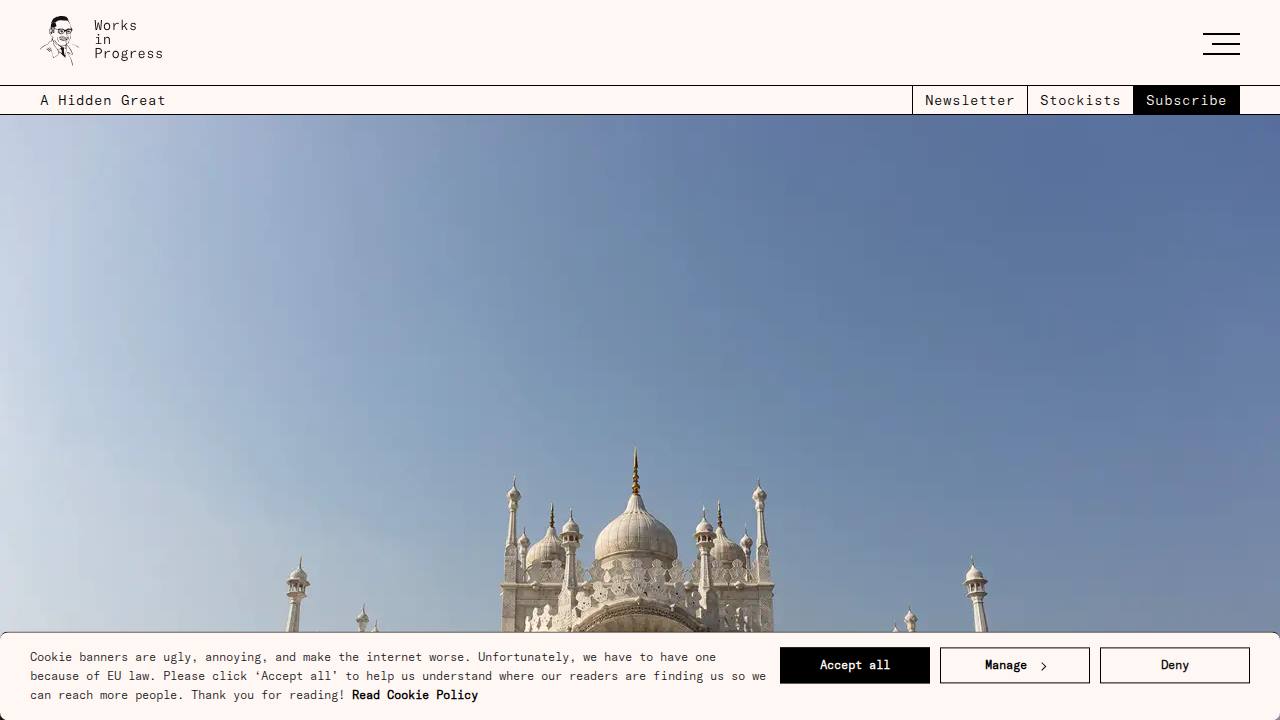 Works
in
Progress
A Hidden Great
Newsletter
Stockists
Subscribe
Cookie banners are ugly, annoying, and make the internet worse. Unfortunately, we have to have one
because of EU law. Please click ‘Accept all’ to help us understand where our readers are finding us so we
can reach more people. Thank you for reading! Read Cookie Policy
Accept all
Manage
Deny